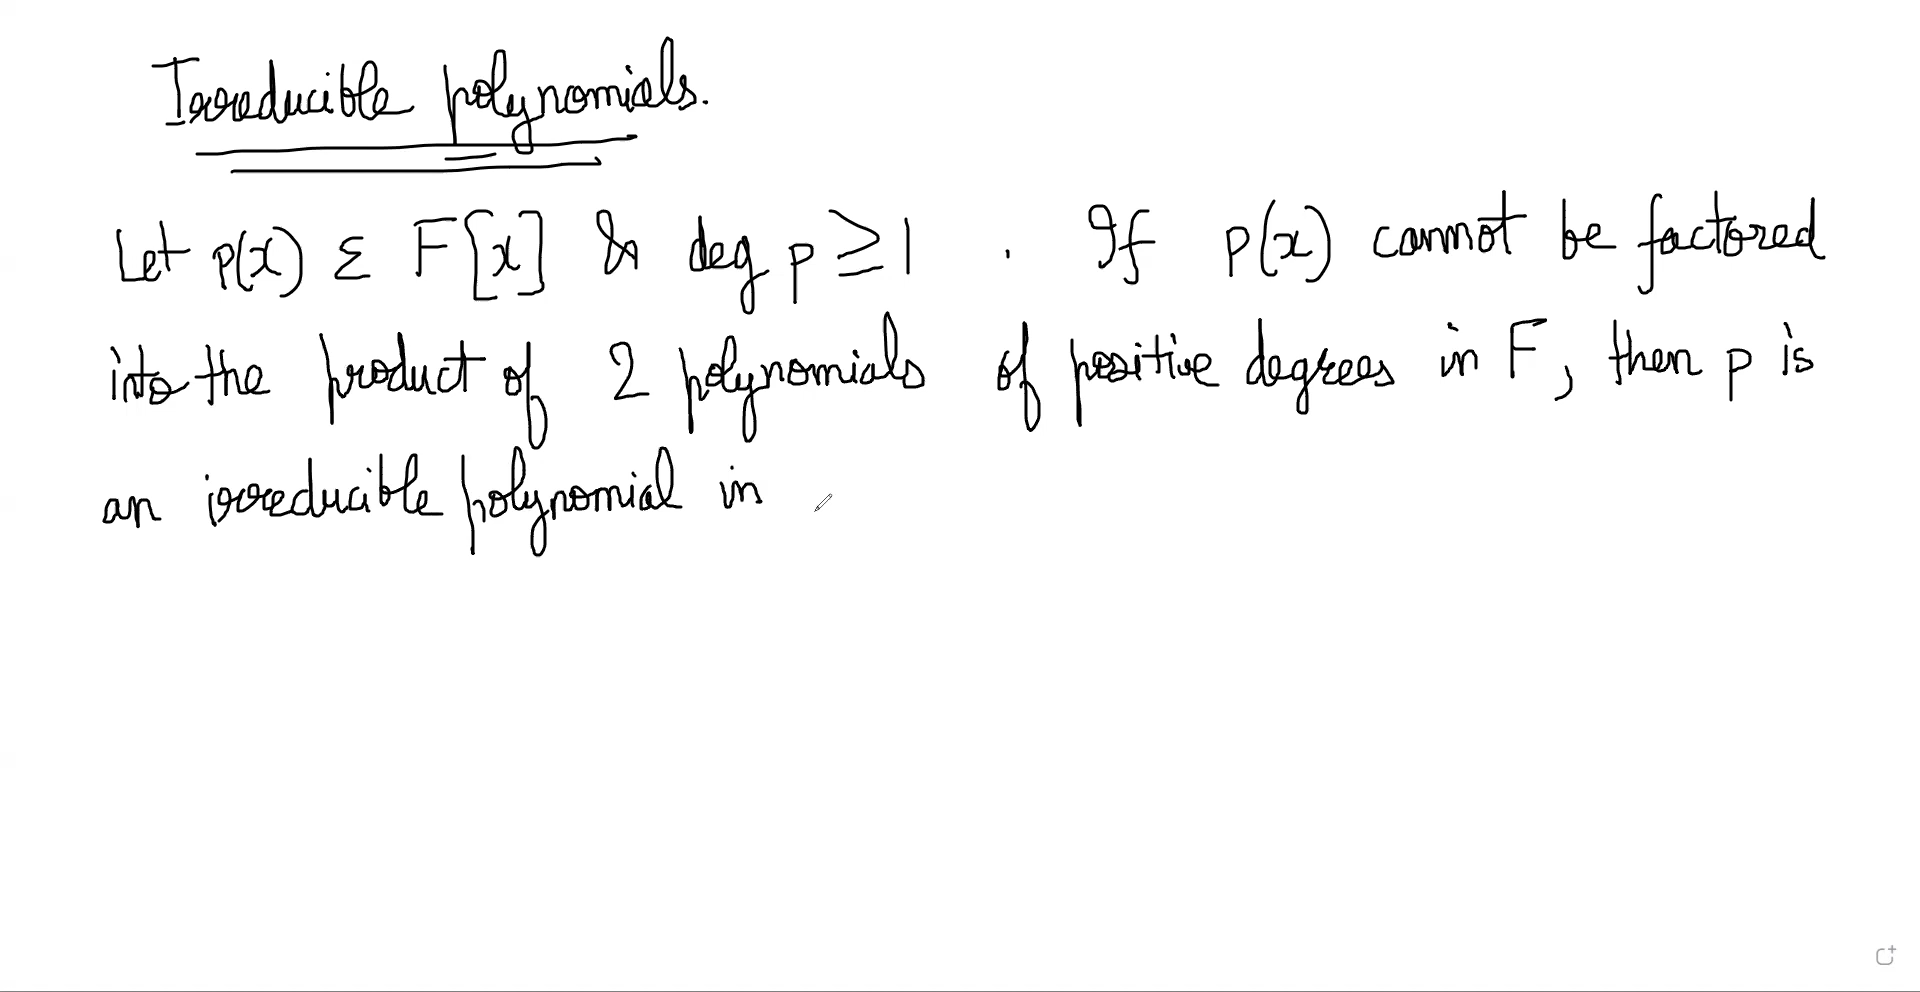 Irreducible polynomials.
Let p(x) ∈ F[x] & deg p ≥ 1 . If p(x) cannot be factored
into the product of 2 polynomials of positive degrees in F, then p is
an irreducible polynomial in